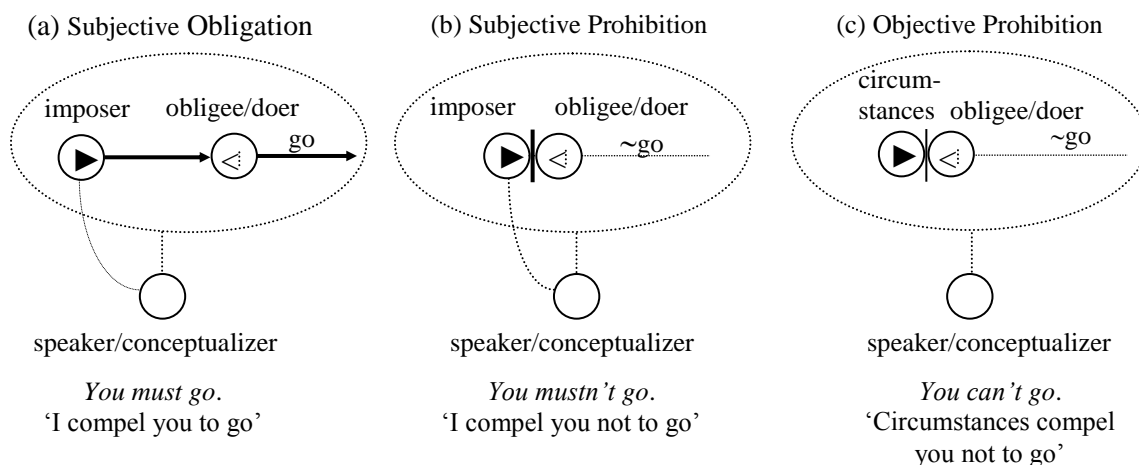 (a) Subjective Obligation
imposer
obligee/doer
go
speaker/conceptualizer
You must go.
‘I compel you to go’
(b) Subjective Prohibition
imposer
obligee/doer
~go
speaker/conceptualizer
You mustn’t go.
‘I compel you not to go’
(c) Objective Prohibition
circum-
stances
obligee/doer
~go
speaker/conceptualizer
You can’t go.
‘Circumstances compel
you not to go’